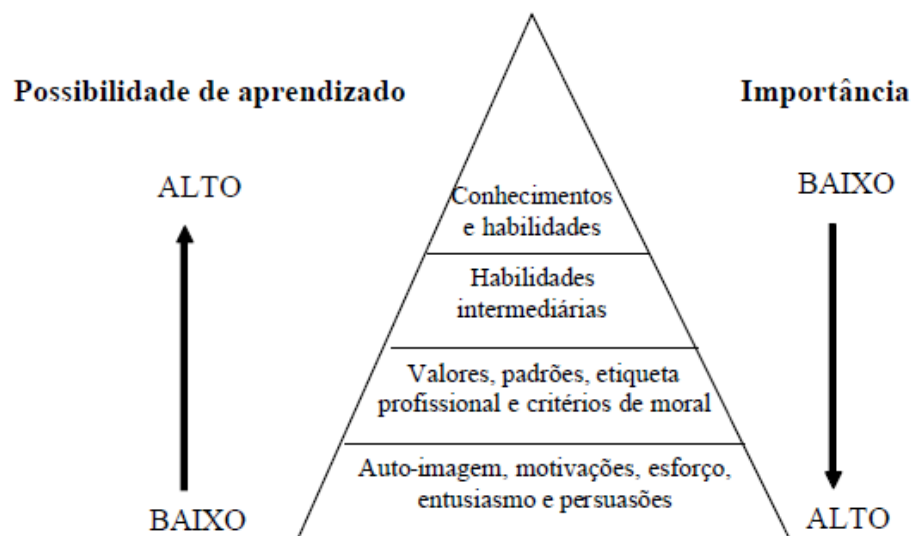 Possibilidade de aprendizado
Importância
ALTO
BAIXO
Conhecimentos
e habilidades
Habilidades
intermediárias
Valores, padrões, etiqueta
profissional e critérios de moral
Auto-imagem, motivações, esforço,
entusiasmo e persuasões
BAIXO
ALTO